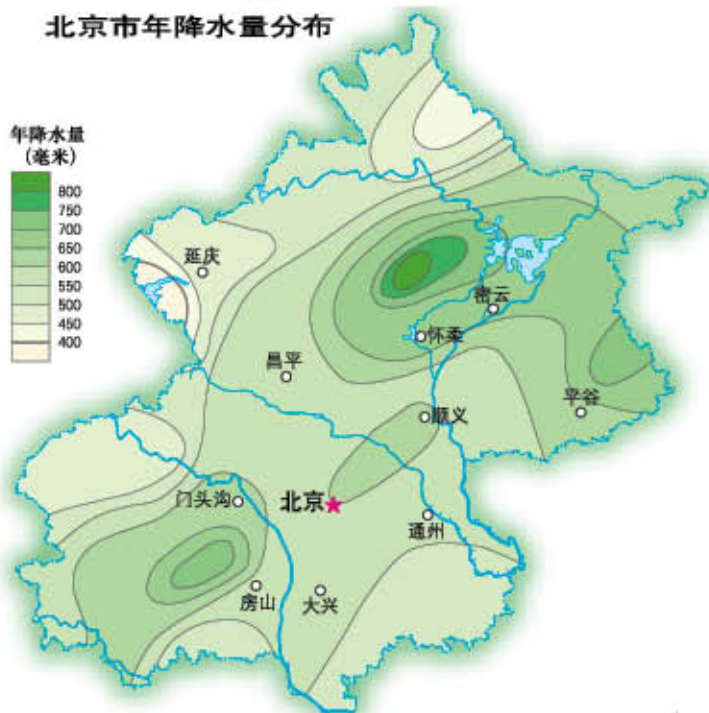 北京市年降水量分布
年降水量
(毫米)
800
750
700
650
600
550
500
450
400
延庆
密云
怀柔
昌平
平谷
顺义
门头沟
北京
通州
房山
大兴